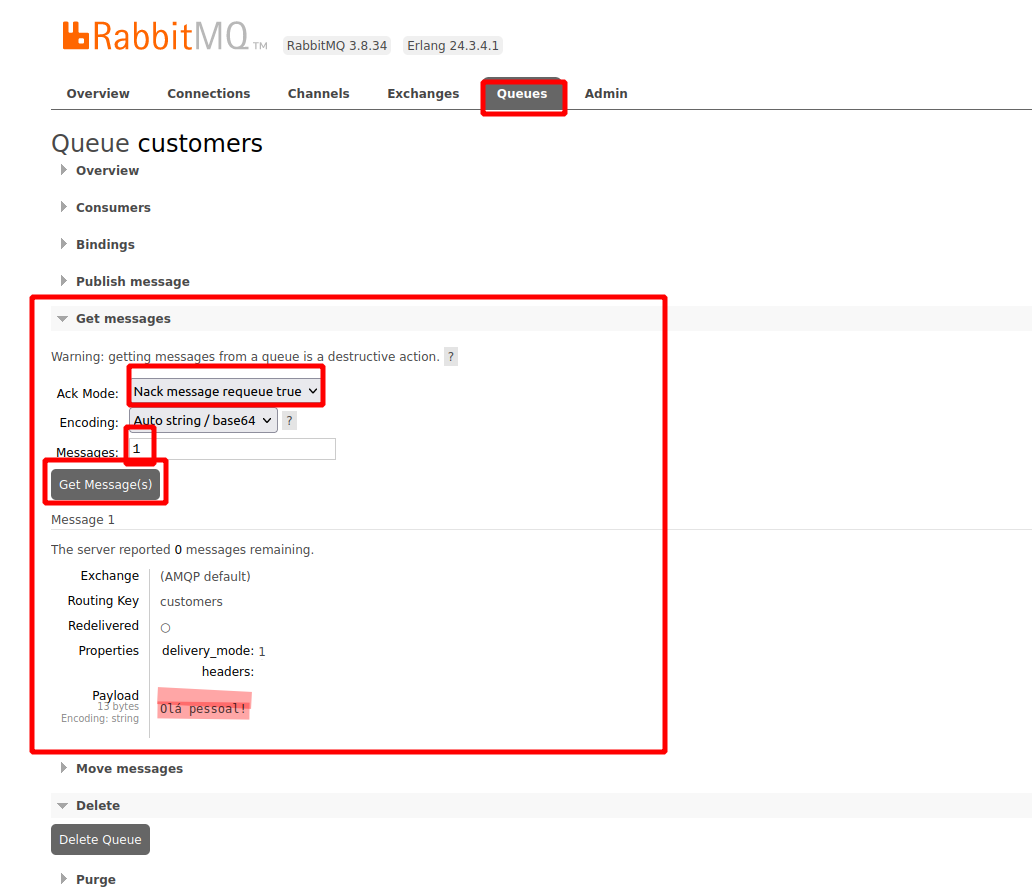 RabbitMQ TM RabbitMQ 3.8.34 Erlang 24.3.4.1
Overview Connections Channels Exchanges Queues Admin
Queue customers
Overview
Consumers
Bindings
Publish message
Get messages
Warning: getting messages from a queue is a destructive action. ?
Ack Mode: Nack message requeue true
Encoding: Auto string / base64 ?
Messages: 1
Get Message(s)
Message 1
The server reported 0 messages remaining.
Exchange (AMQP default)
Routing Key customers
Redelivered ○
Properties delivery_mode: 1
headers:
Payload
13 bytes
Encoding: string
Olá pessoal!
Move messages
Delete
Delete Queue
Purge